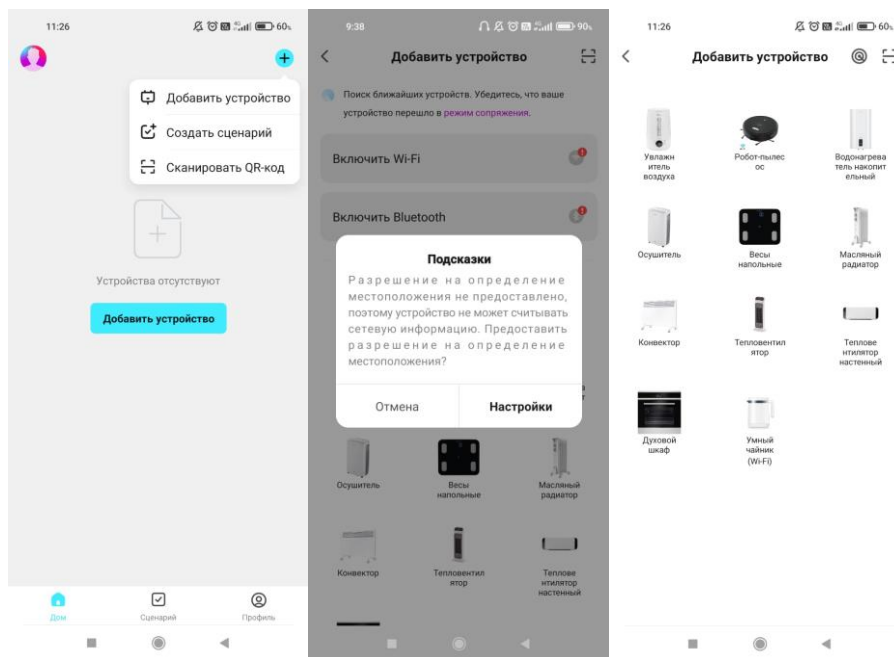 11:26
60%
Добавить устройство
Создать сценарий
Сканировать QR-код
Устройства отсутствуют
Добавить устройство
Дом
Сценарий
Профиль
9:38
90%
Добавить устройство
Поиск ближайших устройств. Убедитесь, что ваше
устройство перешло в режим сопряжения.
Включить Wi-Fi
Включить Bluetooth
Подсказки
Разрешение на определение
местоположения не предоставлено,
поэтому устройство не может считывать
сетевую информацию. Предоставить
разрешение на определение
местоположения?
Отмена
Настройки
Осушитель
Весы
напольные
Масляный
радиатор
Конвектор
Тепловентил
ятор
Теплове
нтилятор
настенный
11:26
60%
Добавить устройство
Увлажн
итель
воздуха
Робот-пылес
ос
Водонагрева
тель накопит
ельный
Осушитель
Весы
напольные
Масляный
радиатор
Конвектор
Тепловентил
ятор
Теплове
нтилятор
настенный
Духовой
шкаф
Умный
чайник
(Wi-Fi)